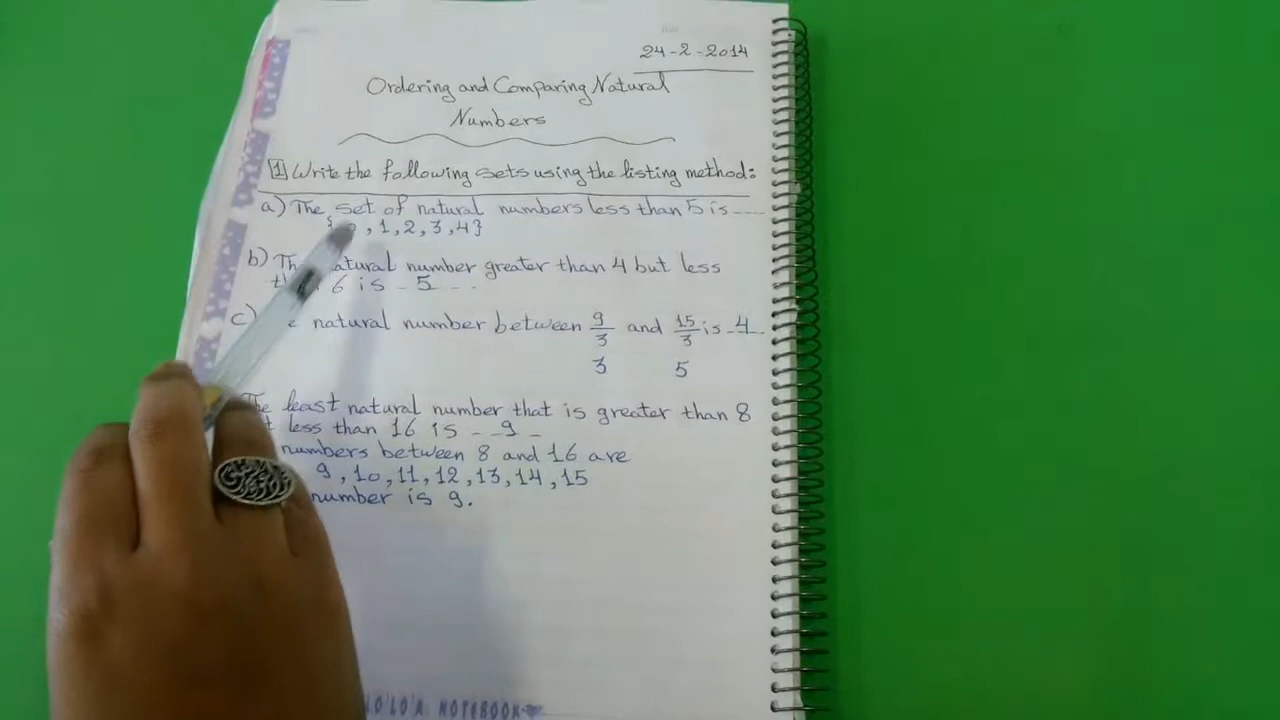 24-2-2014
Ordering and Comparing Natural
Numbers
1 Write the following sets using the listing method:
a) The set of natural numbers less than 5 is ....
{ , 1, 2, 3, 4}
b) natural number greater than 4 but less
6 is .. 5 ...
c) natural number between 9/3 and 15/3 is 4
3 5
The least natural number that is greater than 8
less than 16 is - 9 -
numbers between 8 and 16 are
9, 10, 11, 12, 13, 14, 15
number is 9.
LO'LO'A NOTEBOOK